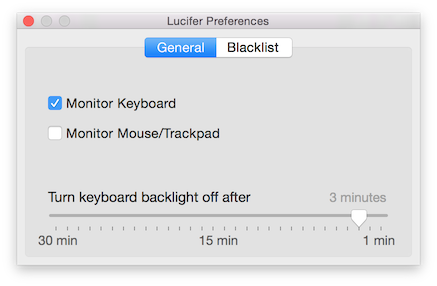 Lucifer Preferences
General Blacklist
Monitor Keyboard
Monitor Mouse/Trackpad
Turn keyboard backlight off after 3 minutes
30 min 15 min 1 min